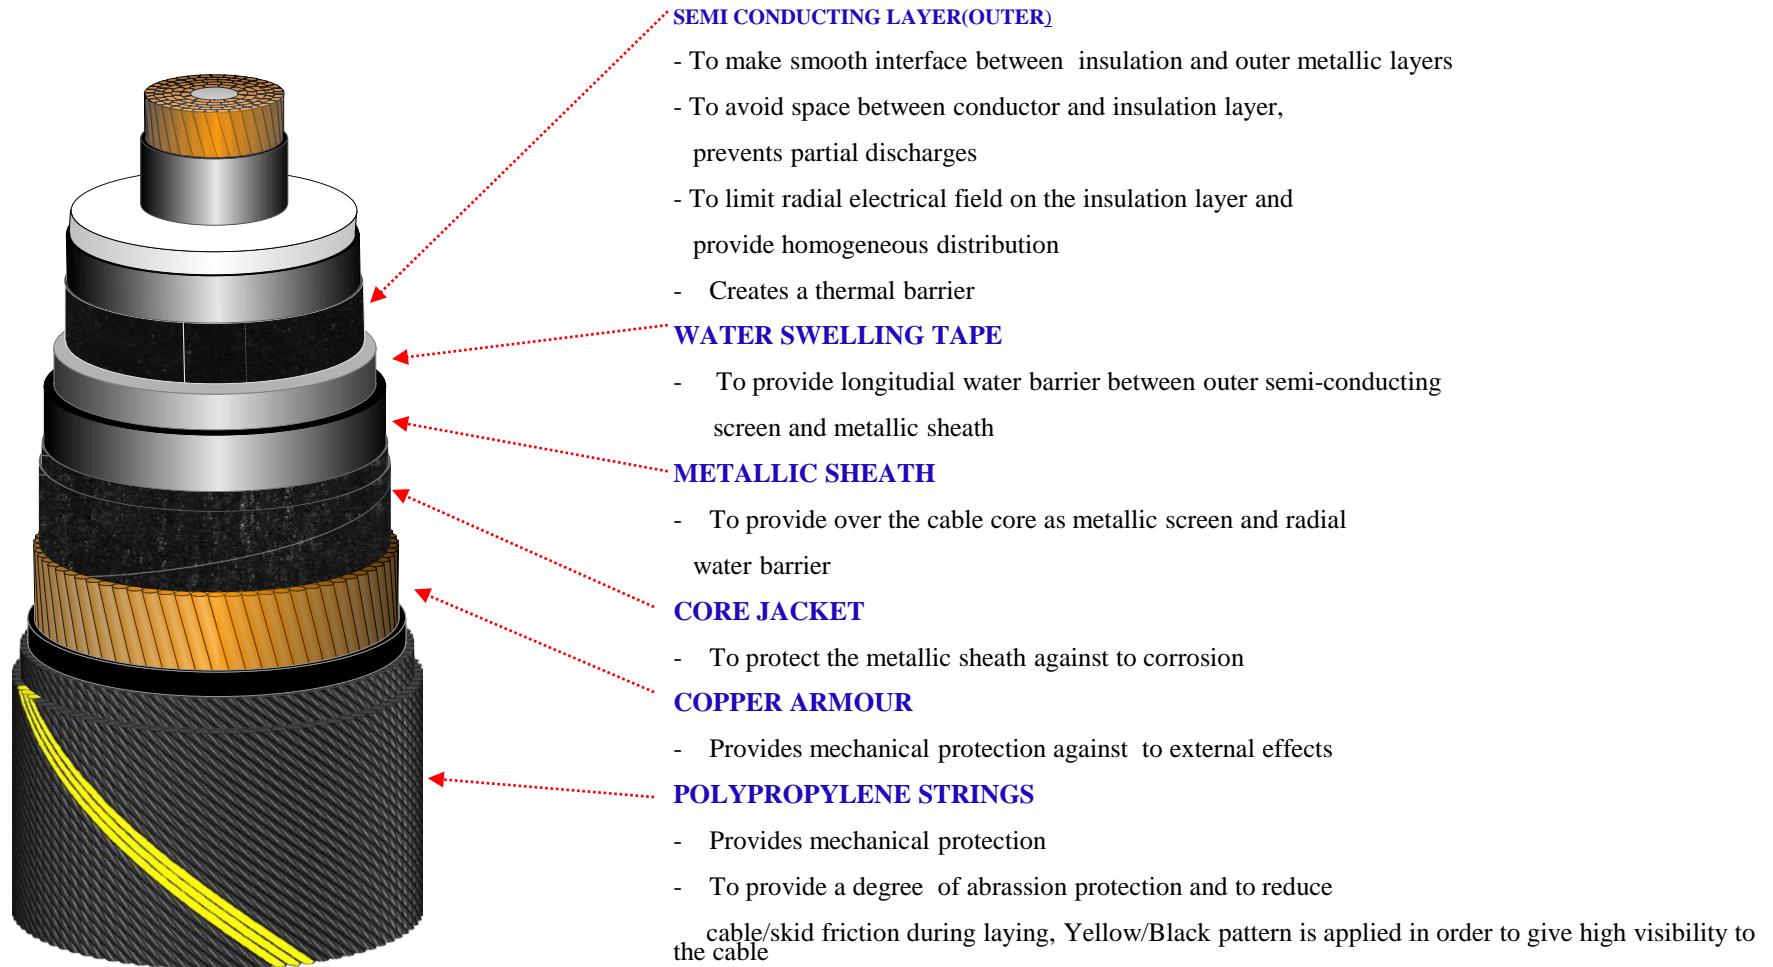 SEMI CONDUCTING LAYER(OUTER)
- To make smooth interface between insulation and outer metallic layers
- To avoid space between conductor and insulation layer,
prevents partial discharges
- To limit radial electrical field on the insulation layer and
provide homogeneous distribution
- Creates a thermal barrier
WATER SWELLING TAPE
- To provide longitudial water barrier between outer semi-conducting
screen and metallic sheath
METALLIC SHEATH
- To provide over the cable core as metallic screen and radial
water barrier
CORE JACKET
- To protect the metallic sheath against to corrosion
COPPER ARMOUR
- Provides mechanical protection against to external effects
POLYPROPYLENE STRINGS
- Provides mechanical protection
- To provide a degree of abrassion protection and to reduce
cable/skid friction during laying, Yellow/Black pattern is applied in order to give high visibility to
the cable